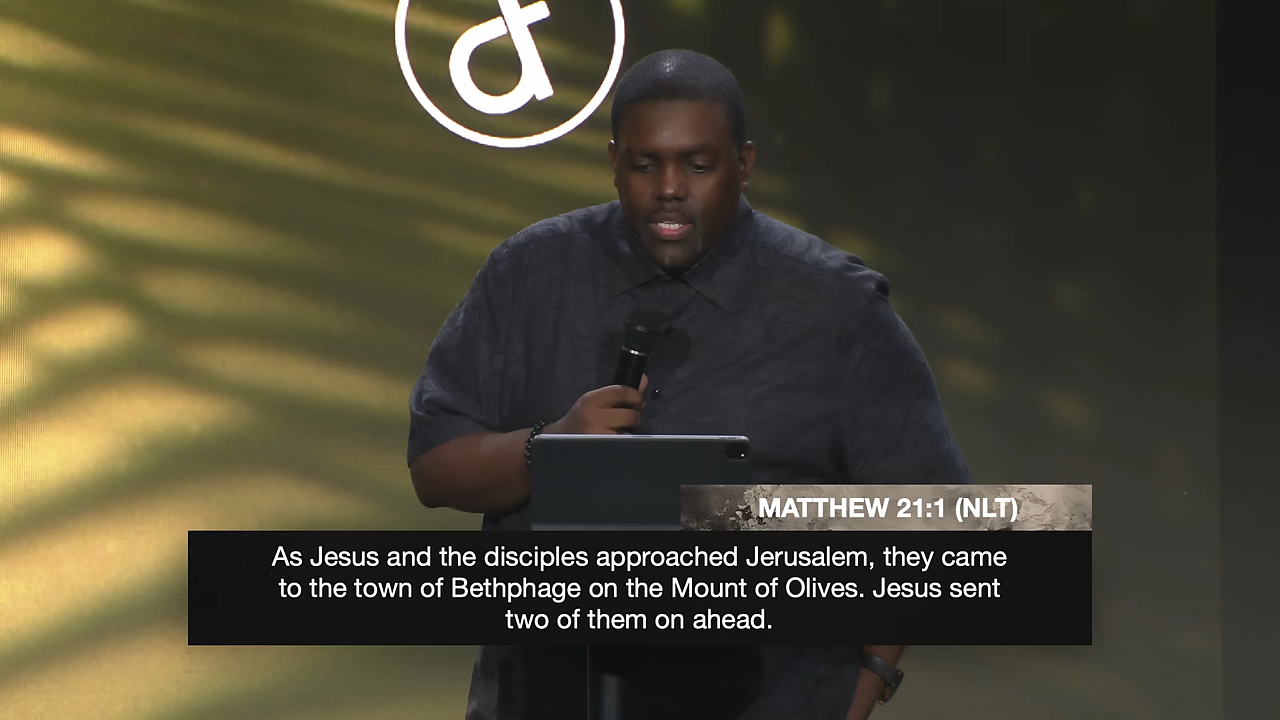 MATTHEW 21:1 (NLT)
As Jesus and the disciples approached Jerusalem, they came
to the town of Bethphage on the Mount of Olives. Jesus sent
two of them on ahead.